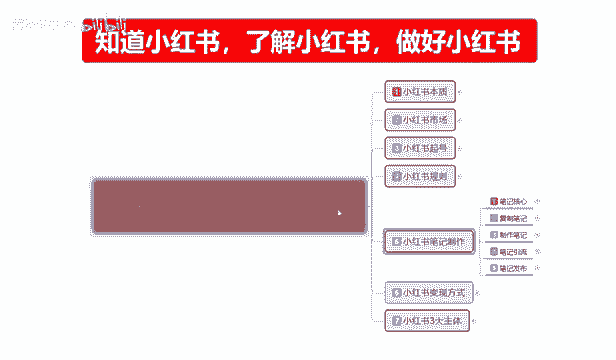 bilibili
知道小红书，了解小红书，做好小红书
1 小红书本质
2 小红书市场
3 小红书起号
4 小红书规则
5 小红书笔记制作
1 笔记核心
2 复制笔记
3 制作笔记
4 笔记引流
5 笔记发布
6 小红书变现方式
7 小红书3大主体